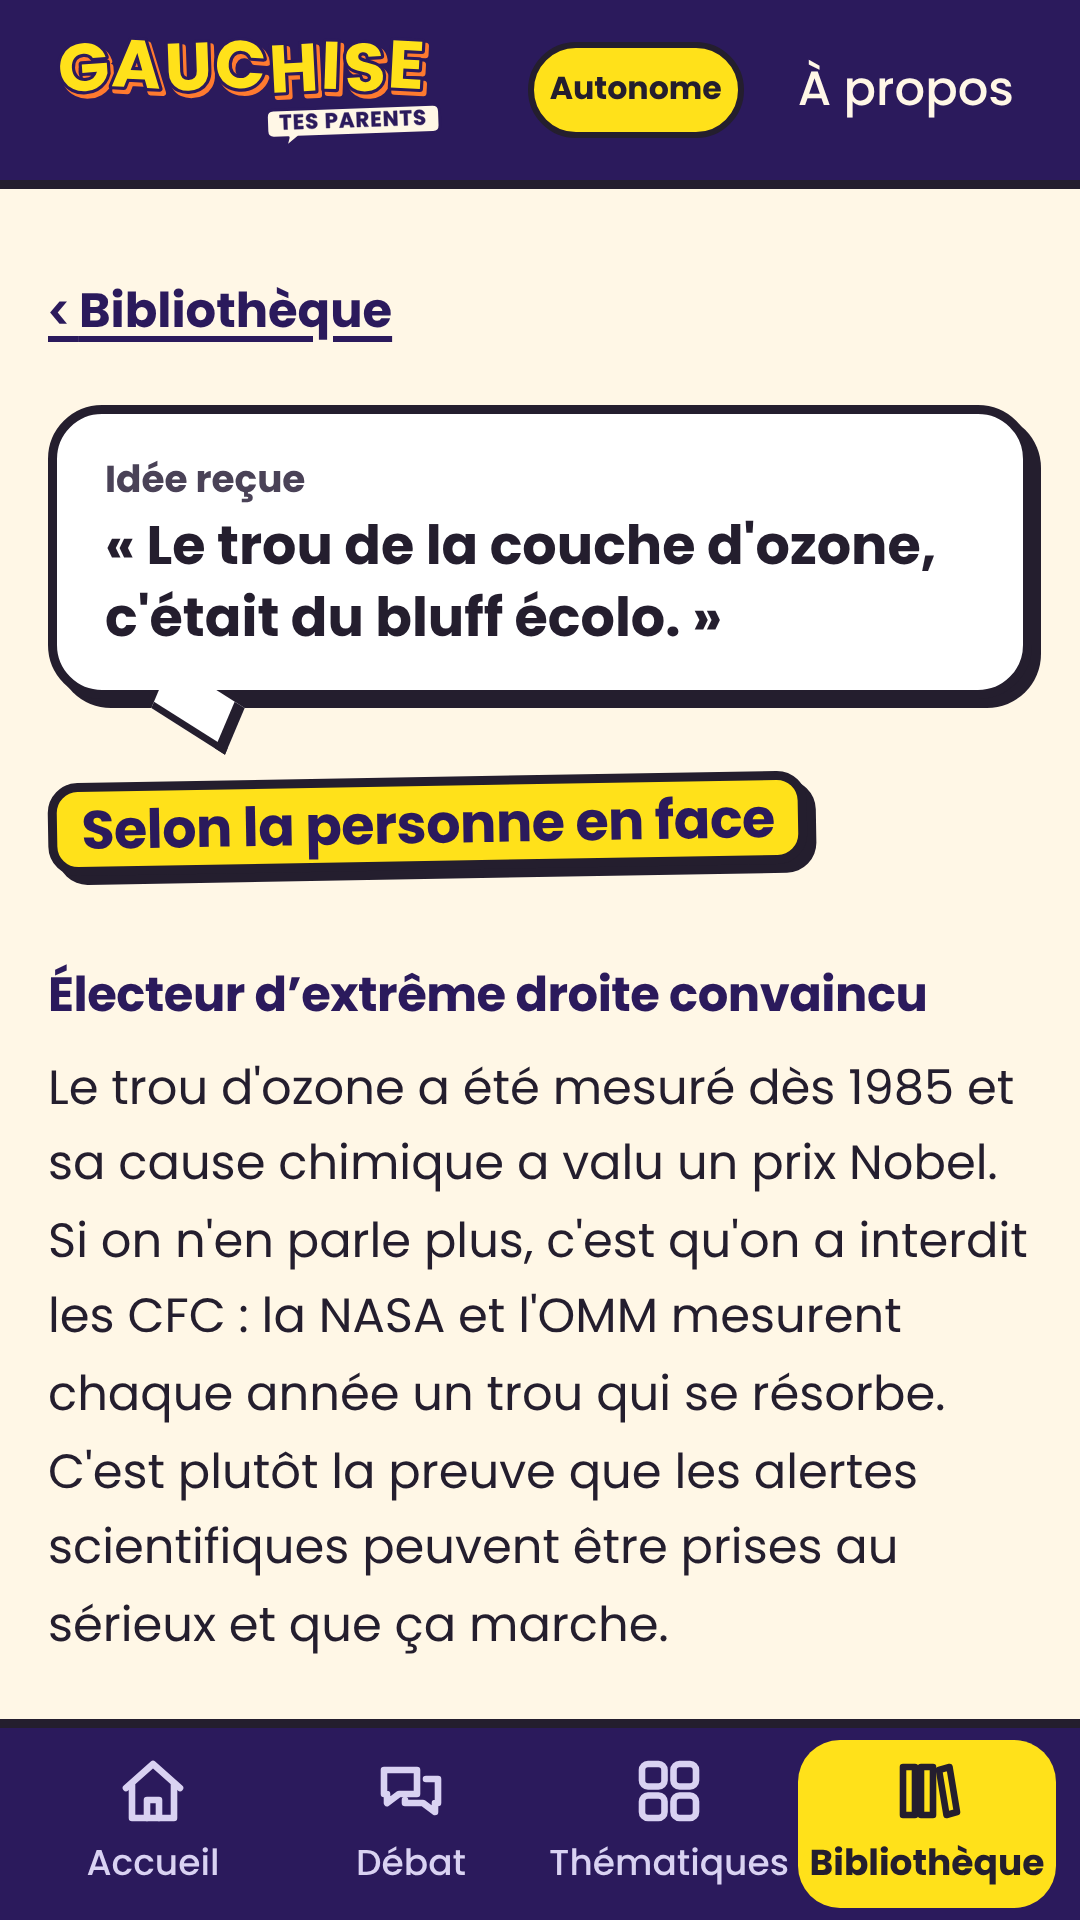 GAUCHISE
TES PARENTS
Autonome
À propos
‹ Bibliothèque
Idée reçue
« Le trou de la couche d'ozone,
c'était du bluff écolo. »
Selon la personne en face
Électeur d’extrême droite convaincu
Le trou d'ozone a été mesuré dès 1985 et
sa cause chimique a valu un prix Nobel.
Si on n'en parle plus, c'est qu'on a interdit
les CFC : la NASA et l'OMM mesurent
chaque année un trou qui se résorbe.
C'est plutôt la preuve que les alertes
scientifiques peuvent être prises au
sérieux et que ça marche.
Accueil
Débat
Thématiques
Bibliothèque